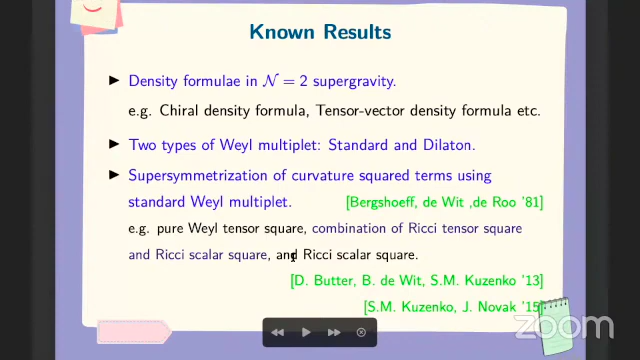 Known Results
▶ Density formulae in N = 2 supergravity.
e.g. Chiral density formula, Tensor-vector density formula etc.
▶ Two types of Weyl multiplet: Standard and Dilaton.
▶ Supersymmetrization of curvature squared terms using
standard Weyl multiplet. [Bergshoeff, de Wit ,de Roo '81]
e.g. pure Weyl tensor square, combination of Ricci tensor square
and Ricci scalar square, and Ricci scalar square.
[D. Butter, B. de Wit, S.M. Kuzenko '13]
[S.M. Kuzenko, J. Novak '15]
zoom